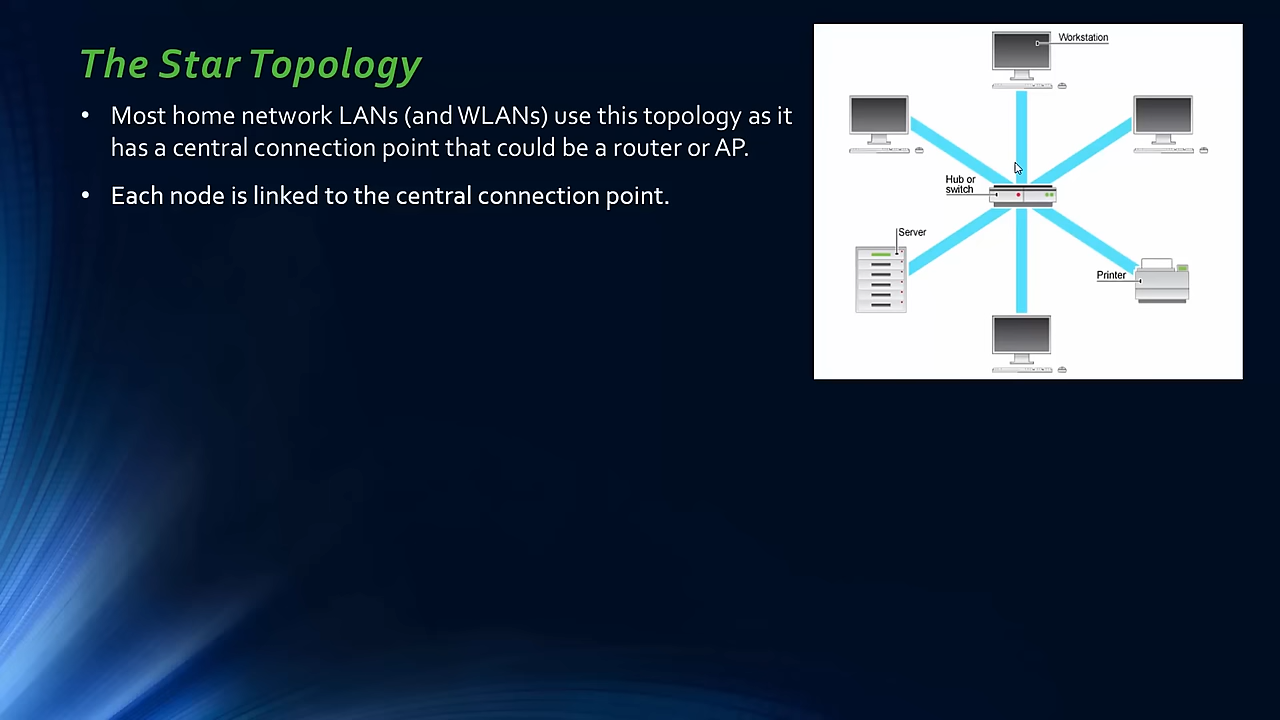 The Star Topology
• Most home network LANs (and WLANs) use this topology as it
has a central connection point that could be a router or AP.
• Each node is linked to the central connection point.
Workstation
Hub or
switch
Server
Printer